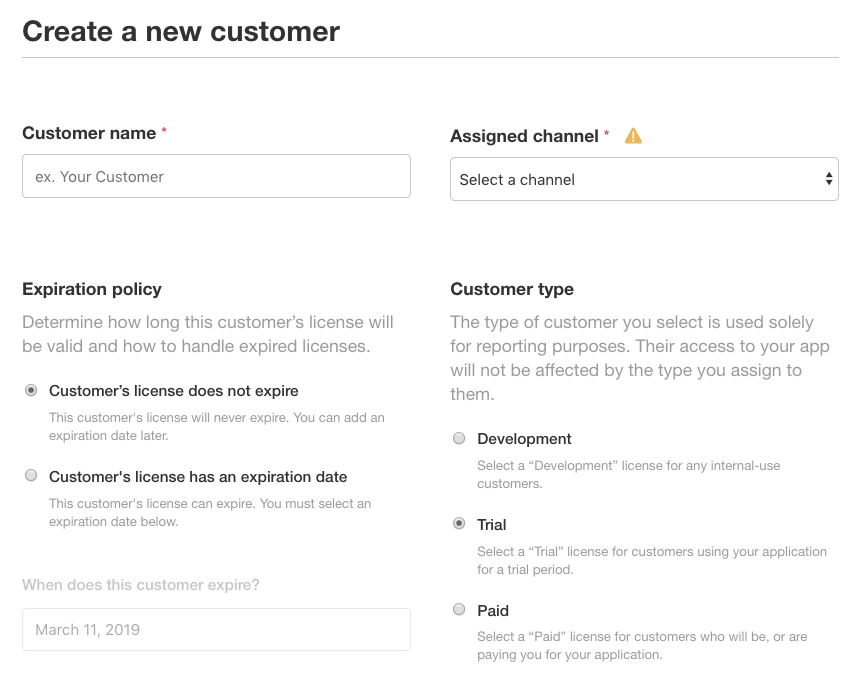 Create a new customer
Customer name *
ex. Your Customer
Assigned channel *
Select a channel
Expiration policy
Determine how long this customer’s license will
be valid and how to handle expired licenses.
Customer’s license does not expire
This customer's license will never expire. You can add an
expiration date later.
Customer's license has an expiration date
This customer's license can expire. You must select an
expiration date below.
When does this customer expire?
March 11, 2019
Customer type
The type of customer you select is used solely
for reporting purposes. Their access to your app
will not be affected by the type you assign to
them.
Development
Select a “Development” license for any internal-use
customers.
Trial
Select a “Trial” license for customers using your application
for a trial period.
Paid
Select a “Paid” license for customers who will be, or are
paying you for your application.